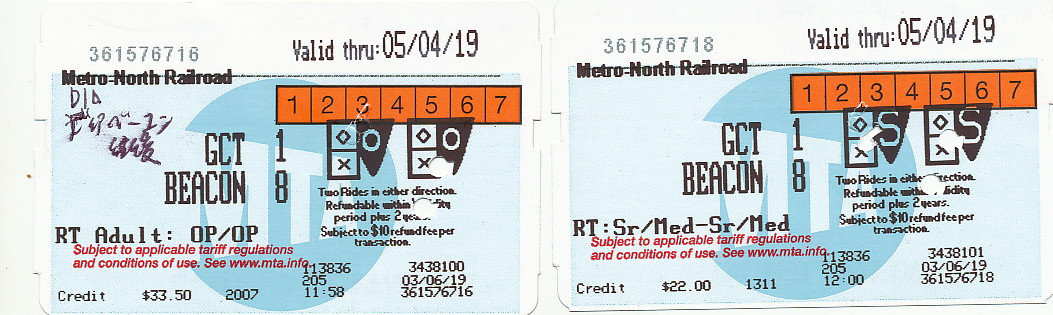 361576716
Valid thru:05/04/19
Metro-North Railroad
1 2 3 4 5 6 7
DIA
GCT 1
BEACON 8
O O
Two Rides in either direction.
Refundable within
period plus 2
Subject to $10 refund fee per
transaction.
RT Adult: OP/OP
Subject to applicable tariff regulations
and conditions of use. See www.mta.info.
113836 3438100
205 03/06/19
Credit $33.50 2007 11:58 361576716
361576718
Valid thru:05/04/19
Metro-North Railroad
1 2 3 4 5 6 7
GCT 1
BEACON 8
S S
Two Rides in
Refundable within
period plus 2 years.
Subject to $10 refund fee per
transaction.
RT:Sr/Med-Sr/Med
Subject to applicable tariff regulations
and conditions of use. See www.mta.info.
113836 3438101
205 03/06/19
Credit $22.00 1311 12:00 361576718